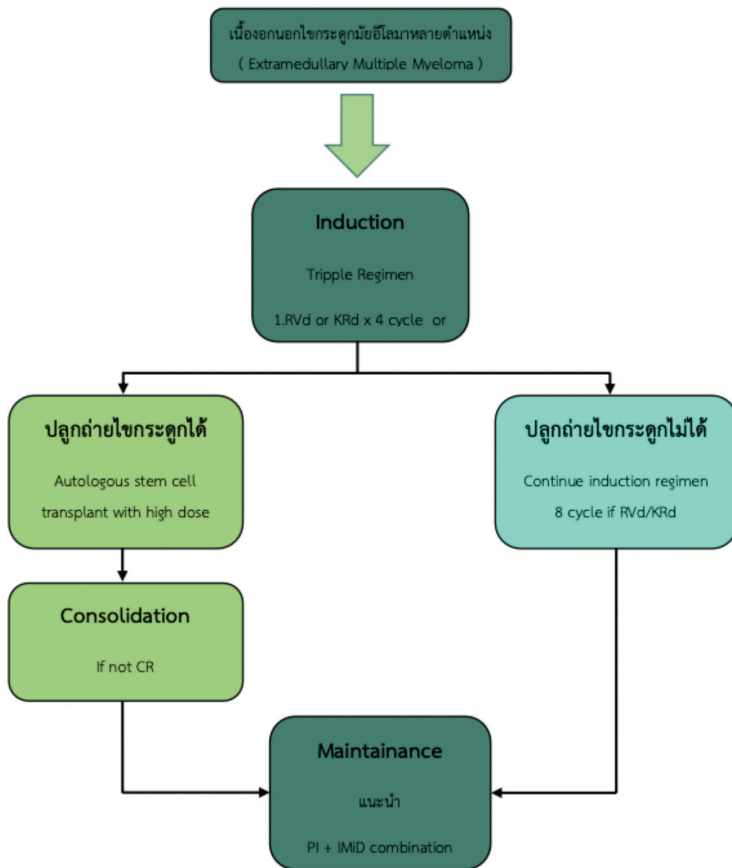 เนื้องอกนอกไขกระดูกมัยอีโลมาหลายตำแหน่ง
( Extramedullary Multiple Myeloma )
Induction
Tripple Regimen
1.RVd or KRd x 4 cycle or
ปลูกถ่ายไขกระดูกได้
Autologous stem cell
transplant with high dose
ปลูกถ่ายไขกระดูกไม่ได้
Continue induction regimen
8 cycle if RVd/KRd
Consolidation
If not CR
Maintainance
แนะนำ
PI + IMiD combination